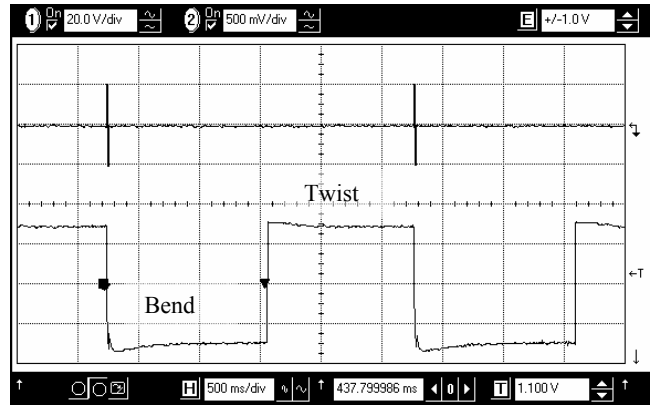 1 On 20.0 V/div 2 On 500 mV/div E +/-1.0 V
Twist
T
Bend
H 500 ms/div 437.799986 ms 0 T 1.100 V